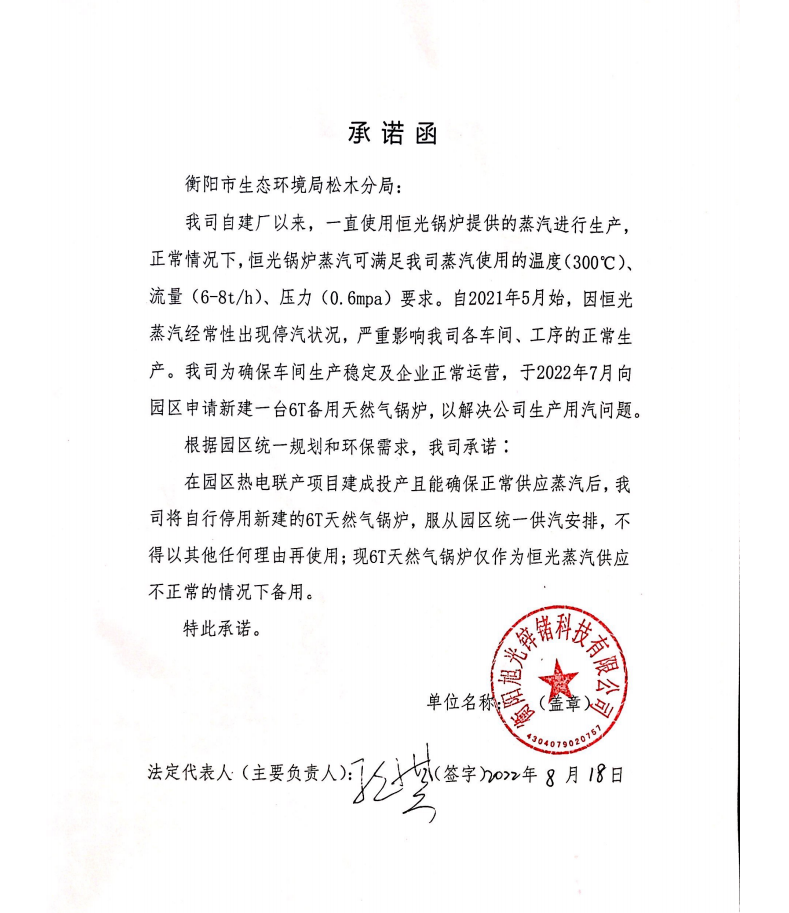 承诺函
衡阳市生态环境局松木分局：
我司自建厂以来，一直使用恒光锅炉提供的蒸汽进行生产，
正常情况下，恒光锅炉蒸汽可满足我司蒸汽使用的温度（300℃）、
流量（6-8t/h）、压力（0.6mpa）要求。自2021年5月始，因恒光
蒸汽经常性出现停汽状况，严重影响我司各车间、工序的正常生
产。我司为确保车间生产稳定及企业正常运营，于2022年7月向
园区申请新建一台6T备用天然气锅炉，以解决公司生产用汽问题。
根据园区统一规划和环保需求，我司承诺：
在园区热电联产项目建成投产且能确保正常供应蒸汽后，我
司将自行停用新建的6T天然气锅炉，服从园区统一供汽安排，不
得以其他任何理由再使用；现6T天然气锅炉仅作为恒光蒸汽供应
不正常的情况下备用。
特此承诺。
衡阳旭光锌锗科技有限公司
4304079020767
单位名称：（盖章）
法定代表人（主要负责人）：（签字）2022年8月18日